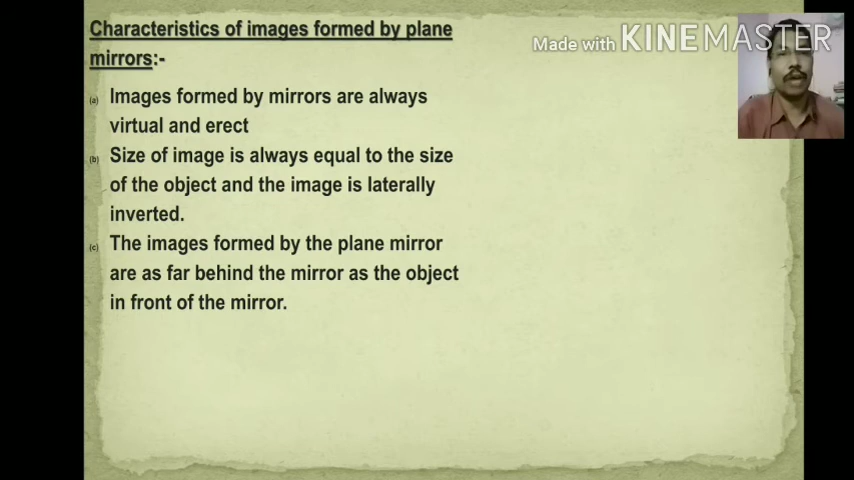 Characteristics of images formed by plane
mirrors:-
Made with KINEMASTER
(a) Images formed by mirrors are always
virtual and erect
(b) Size of image is always equal to the size
of the object and the image is laterally
inverted.
(c) The images formed by the plane mirror
are as far behind the mirror as the object
in front of the mirror.